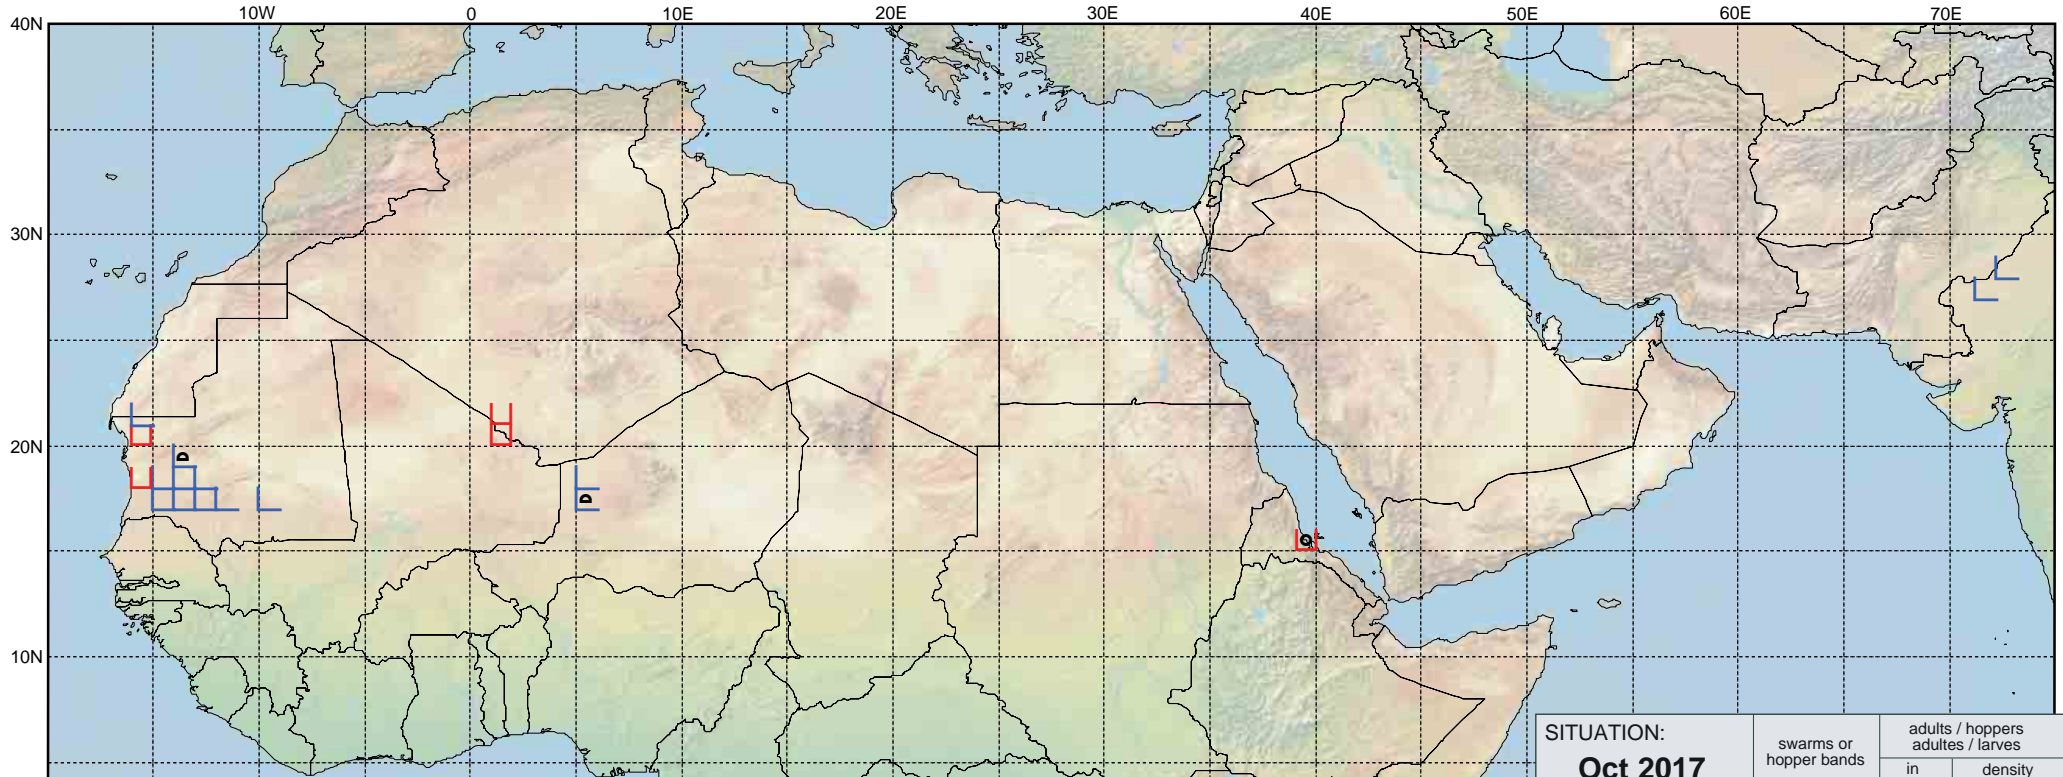 10W 0 10E 20E 30E 40E 50E 60E 70E
40N
30N
20N
10N
D
D
Q
SITUATION:
Oct 2017
swarms or
hopper bands
adults / hoppers
adultes / larves
in
density